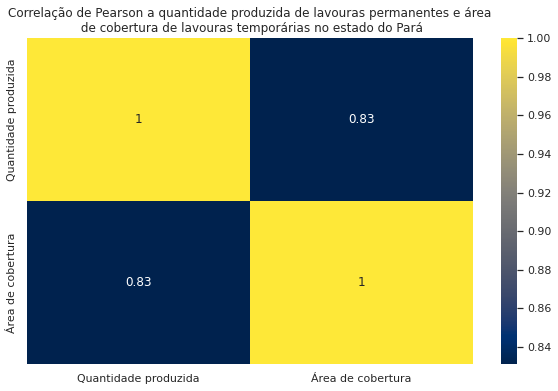 Correlação de Pearson a quantidade produzida de lavouras permanentes e área
de cobertura de lavouras temporárias no estado do Pará
Quantidade produzida
Área de cobertura
1
0.83
0.83
1
Quantidade produzida
Área de cobertura
1.00
0.98
0.96
0.94
0.92
0.90
0.88
0.86
0.84